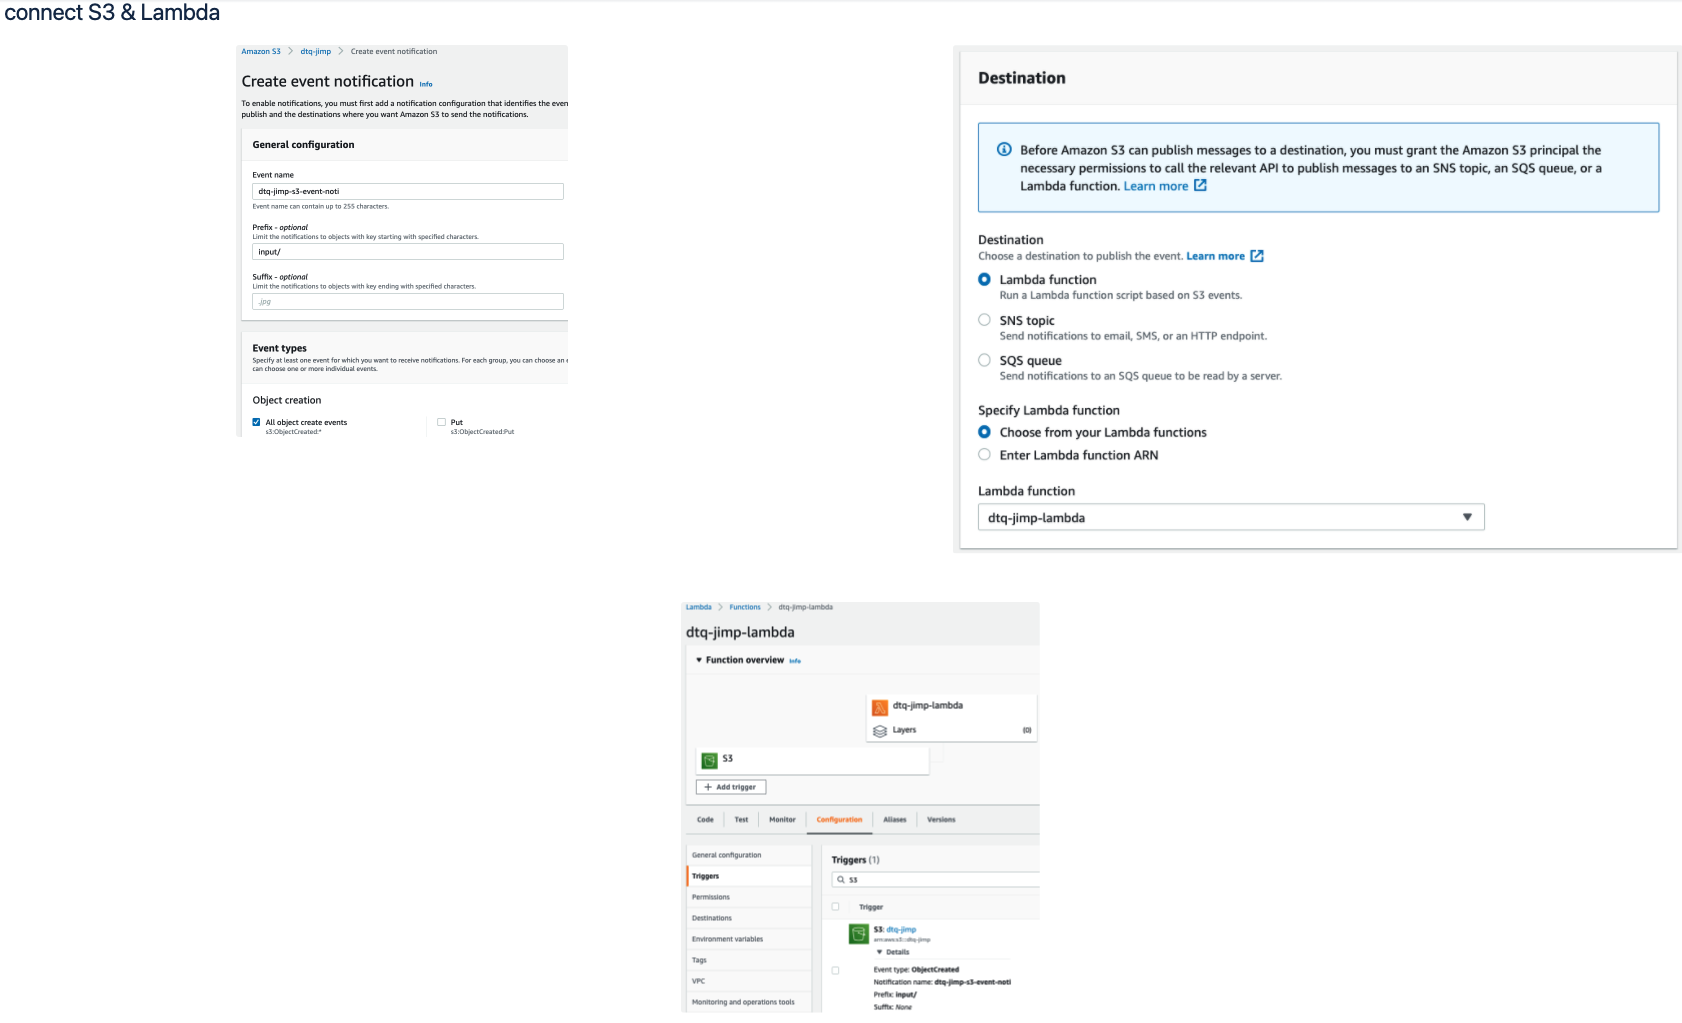 connect S3 & Lambda
Amazon S3 > dtq-jimp > Create event notification
Create event notification Info
To enable notifications, you must first add a notification configuration that identifies the even
publish and the destinations where you want Amazon S3 to send the notifications.
General configuration
Event name
dtq-jimp-s3-event-noti
Event name can contain up to 255 characters.
Prefix - optional
Limit the notifications to objects with key starting with specified characters.
input/
Suffix - optional
Limit the notifications to objects with key ending with specified characters.
.jpg
Event types
Specify at least one event for which you want to receive notifications. For each group, you can choose an e
can choose one or more individual events.
Object creation
All object create events
s3:ObjectCreated:*
Put
s3:ObjectCreated:Put
Destination
Before Amazon S3 can publish messages to a destination, you must grant the Amazon S3 principal the
necessary permissions to call the relevant API to publish messages to an SNS topic, an SQS queue, or a
Lambda function. Learn more
Destination
Choose a destination to publish the event. Learn more
Lambda function
Run a Lambda function script based on S3 events.
SNS topic
Send notifications to email, SMS, or an HTTP endpoint.
SQS queue
Send notifications to an SQS queue to be read by a server.
Specify Lambda function
Choose from your Lambda functions
Enter Lambda function ARN
Lambda function
dtq-jimp-lambda
Lambda > Functions > dtq-jimp-lambda
dtq-jimp-lambda
Function overview Info
dtq-jimp-lambda
Layers (0)
S3
+ Add trigger
Code Test Monitor Configuration Aliases Versions
General configuration
Triggers
Permissions
Destinations
Environment variables
Tags
VPC
Monitoring and operations tools
Triggers (1)
S3
Trigger
S3: dtq-jimp
arn:aws:s3:::dtq-jimp
Details
Event type: ObjectCreated
Notification name: dtq-jimp-s3-event-noti
Prefix: input/
Suffix: None